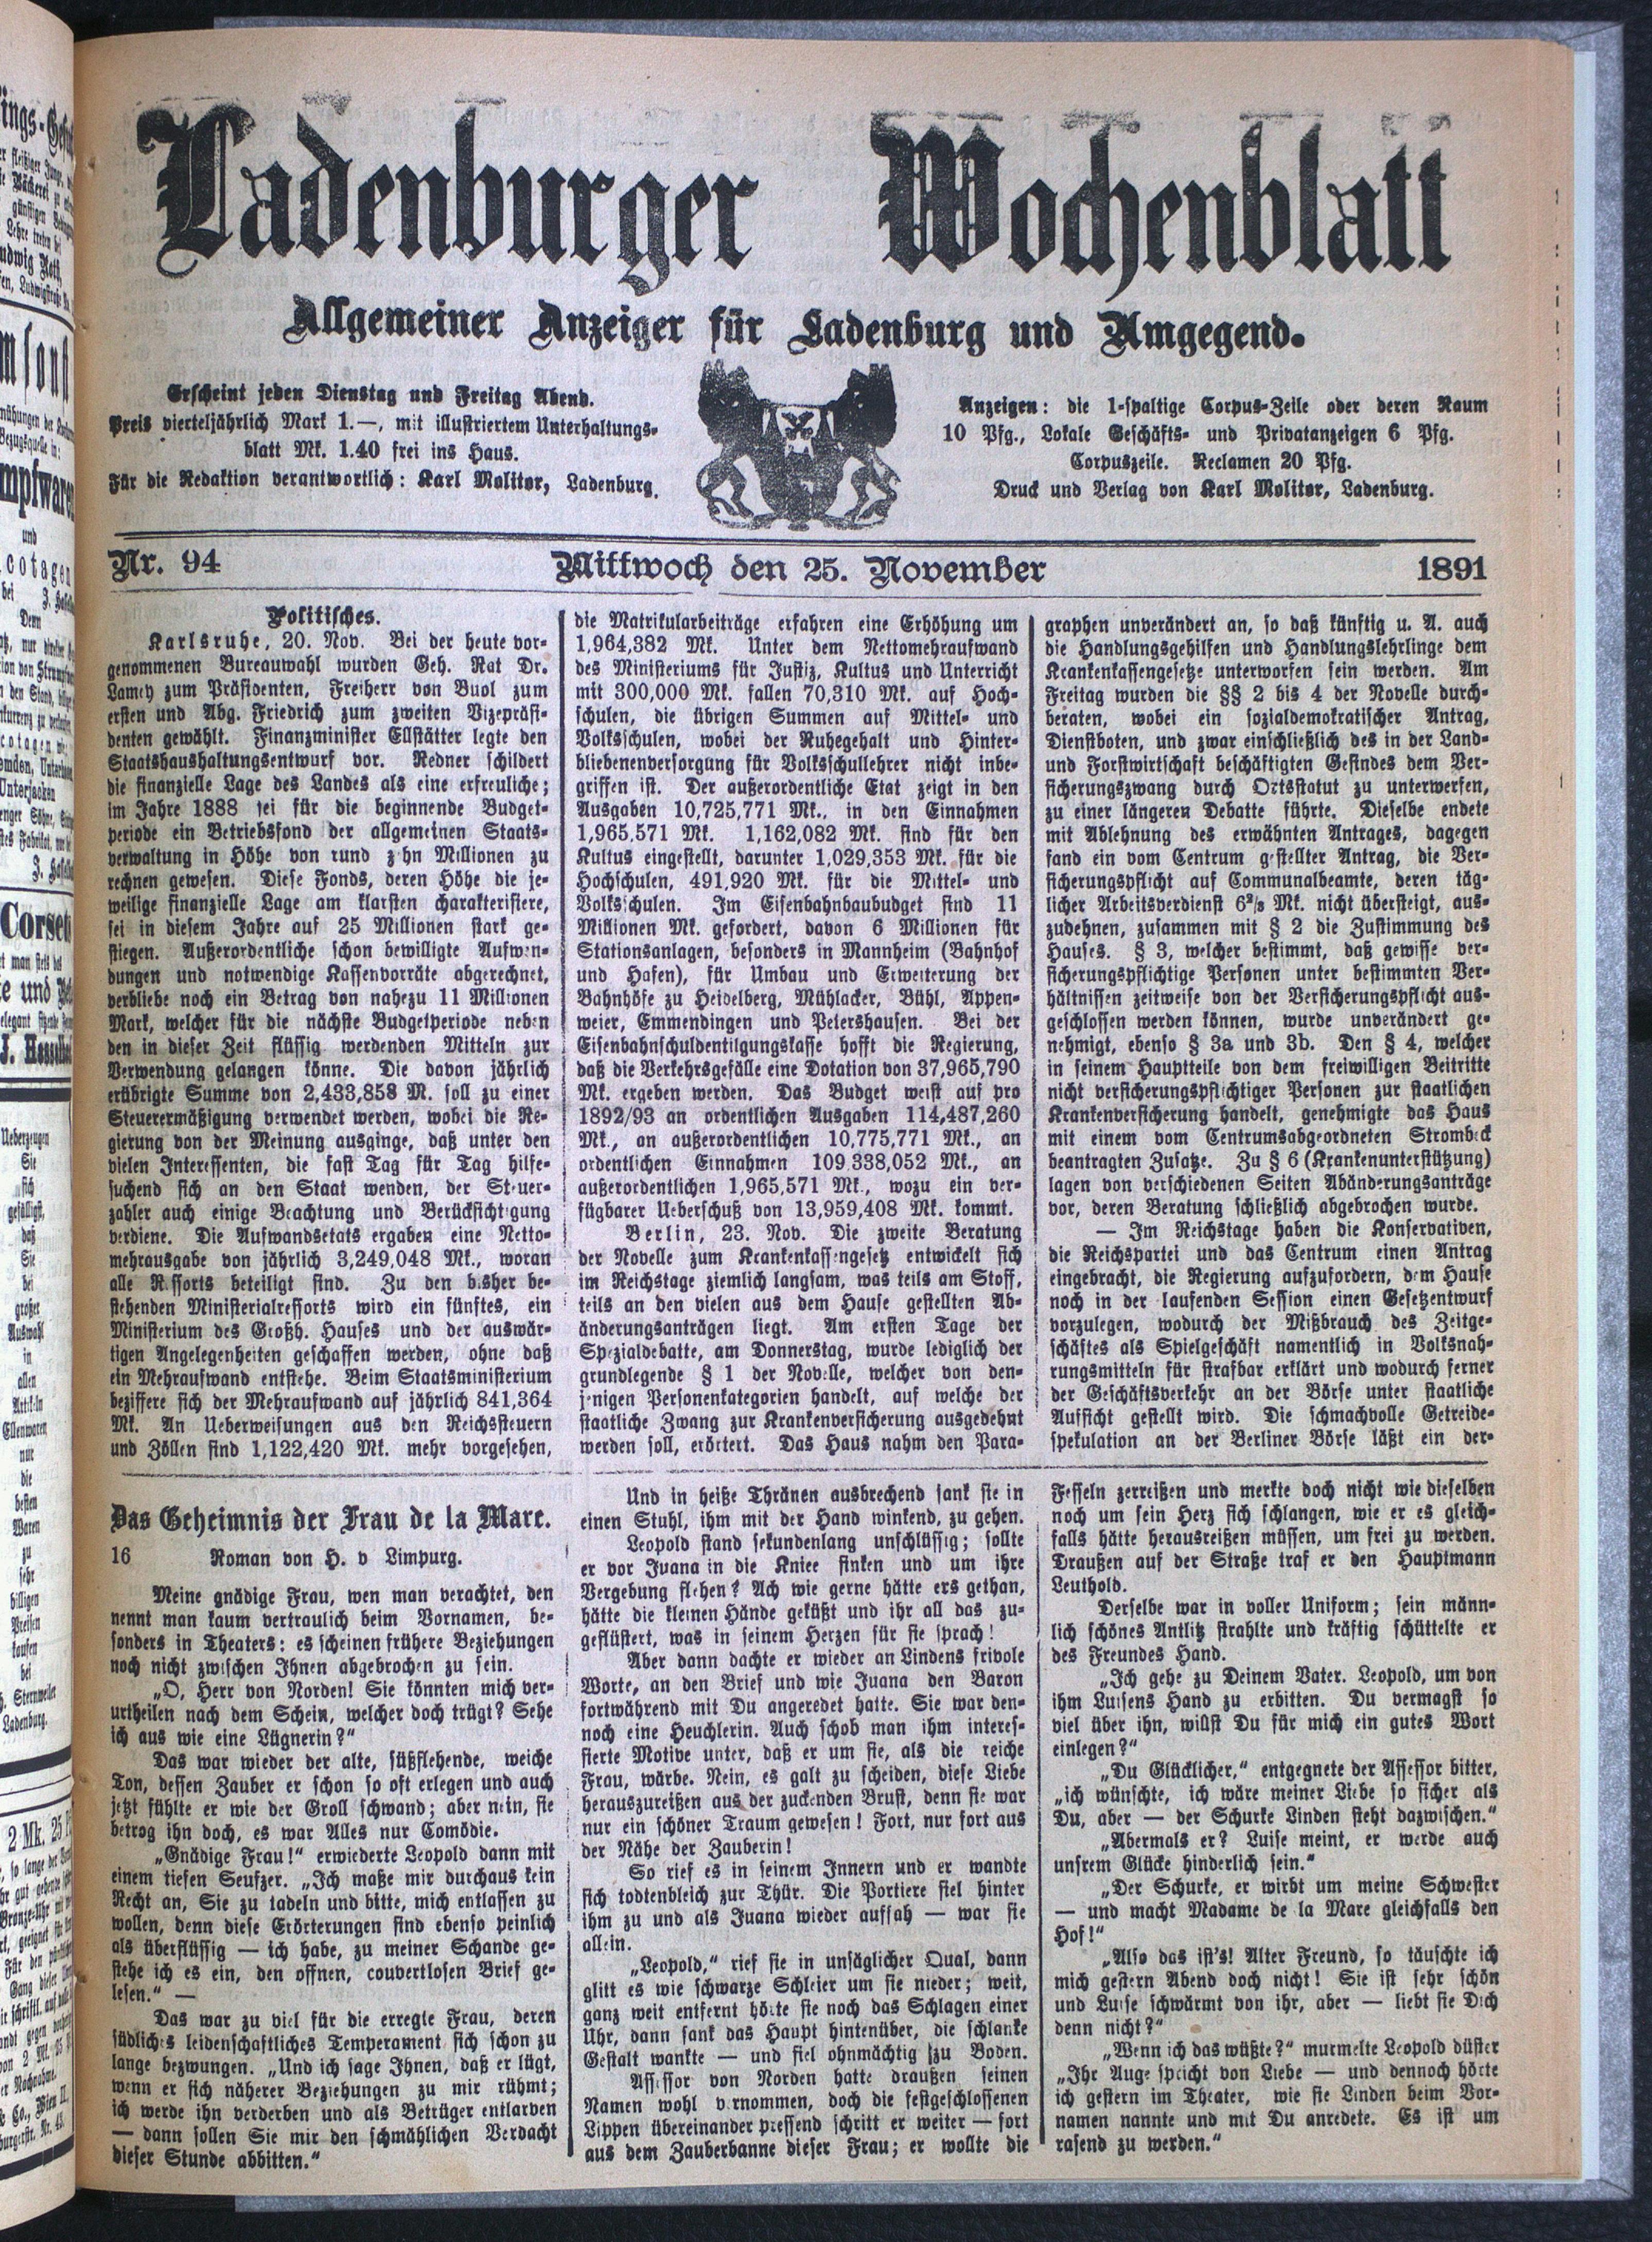 Ladenburger Wochenblatt
Allgemeiner Anzeiger für Ladenburg und Umgegend.
Erscheint jeden Dienstag und Freitag Abend.
Preis vierteljährlich Mark 1.—, mit illustriertem Unterhaltungs-
blatt Mk. 1.40 frei ins Haus.
Für die Redaktion verantwortlich: Karl Molitor, Ladenburg.
Anzeigen: die 1-spaltige Corpus-Zeile oder deren Raum
10 Pfg., Lokale Geschäfts- und Privatanzeigen 6 Pfg.
Corpuszeile. Reclamen 20 Pfg.
Druck und Verlag von Karl Molitor, Ladenburg.
Nr. 94 Mittwoch den 25. November 1891
Politisches.
Karlsruhe, 20. Nov. Bei der heute vor-
genommenen Bureauwahl wurden Geh. Rat Dr.
Lamey zum Präsidenten, Freiherr von Buol zum
ersten und Abg. Friedrich zum zweiten Vizepräsi-
denten gewählt. Finanzminister Ellstätter legte den
Staatshaushaltungsentwurf vor. Redner schildert
die finanzielle Lage des Landes als eine erfreuliche;
im Jahre 1888 sei für die beginnende Budget-
periode ein Betriebsfond der allgemeinen Staats-
verwaltung in Höhe von rund zehn Millionen zu
rechnen gewesen. Diese Fonds, deren Höhe die je-
weilige finanzielle Lage am klarsten charakterisiere,
sei in diesem Jahre auf 25 Millionen stark ge-
stiegen. Außerordentliche schon bewilligte Aufwen-
dungen und notwendige Kassenvorräte abgerechnet,
verbliebe noch ein Betrag von nahezu 11 Millionen
Mark, welcher für die nächste Budgetperiode neben
den in dieser Zeit flüssig werdenden Mitteln zur
Verwendung gelangen könne. Die davon jährlich
erübrigte Summe von 2,433,858 M. soll zu einer
Steuerermäßigung verwendet werden, wobei die Re-
gierung von der Meinung ausginge, daß unter den
vielen Interessenten, die fast Tag für Tag hilfe-
suchend sich an den Staat wenden, der Steuer-
zahler auch einige Beachtung und Berücksichtigung
verdiene. Die Aufwandsetats ergaben eine Netto-
mehrausgabe von jährlich 3,249,048 Mk., woran
alle Ressorts beteiligt sind. Zu den bisher be-
stehenden Ministerialressorts wird ein fünftes, ein
Ministerium des Großh. Hauses und der auswär-
tigen Angelegenheiten geschaffen werden, ohne daß
ein Mehraufwand entstehe. Beim Staatsministerium
beziffere sich der Mehraufwand auf jährlich 841,364
Mk. An Ueberweisungen aus den Reichssteuern
und Zöllen sind 1,122,420 Mk. mehr vorgesehen,
die Matrikularbeiträge erfahren eine Erhöhung um
1,964,382 Mk. Unter dem Nettomehraufwand
des Ministeriums für Justiz, Kultus und Unterricht
mit 300,000 Mk. fallen 70,310 Mk. auf Hoch-
schulen, die übrigen Summen auf Mittel- und
Volksschulen, wobei der Ruhegehalt und Hinter-
bliebenenversorgung für Volksschullehrer nicht inbe-
griffen ist. Der außerordentliche Etat zeigt in den
Ausgaben 10,725,771 Mk., in den Einnahmen
1,965,571 Mk. 1,162,082 Mk. sind für den
Kultus eingestellt, darunter 1,029,353 Mk. für die
Hochschulen, 491,920 Mk. für die Mittel- und
Volksschulen. Im Eisenbahnbaubudget sind 11
Millionen Mk. gefordert, davon 6 Millionen für
Stationsanlagen, besonders in Mannheim (Bahnhof
und Hafen), für Umbau und Erweiterung der
Bahnhöfe zu Heidelberg, Mühlacker, Bühl, Appen-
weier, Emmendingen und Petershausen. Bei der
Eisenbahnschuldentilgungskasse hofft die Regierung,
daß die Verkehrsgefälle eine Dotation von 37,965,790
Mk. ergeben werden. Das Budget weist auf pro
1892/93 an ordentlichen Ausgaben 114,487,260
Mk., an außerordentlichen 10,775,771 Mk., an
ordentlichen Einnahmen 109,338,052 Mk., an
außerordentlichen 1,965,571 Mk., wozu ein ver-
fügbarer Ueberschuß von 13,959,408 Mk. kommt.
Berlin, 23. Nov. Die zweite Beratung
der Novelle zum Krankenkassengesetz entwickelt sich
im Reichstage ziemlich langsam, was teils am Stoff,
teils an den vielen aus dem Hause gestellten Ab-
änderungsanträgen liegt. Am ersten Tage der
Spezialdebatte, am Donnerstag, wurde lediglich der
grundlegende § 1 der Novelle, welcher von den-
jenigen Personenkategorien handelt, auf welche der
staatliche Zwang zur Krankenversicherung ausgedehnt
werden soll, erörtert. Das Haus nahm den Para-
graphen unverändert an, so daß künftig u. A. auch
die Handlungsgehilfen und Handlungslehrlinge dem
Krankenkassengesetze unterworfen sein werden. Am
Freitag wurden die §§ 2 bis 4 der Novelle durch-
beraten, wobei ein sozialdemokratischer Antrag,
Dienstboten, und zwar einschließlich des in der Land-
und Forstwirtschaft beschäftigten Gesindes dem Ver-
sicherungszwang durch Ortsstatut zu unterwerfen,
zu einer längeren Debatte führte. Dieselbe endete
mit Ablehnung des erwähnten Antrages, dagegen
fand ein vom Centrum gestellter Antrag, die Ver-
sicherungspflicht auf Communalbeamte, deren täg-
licher Arbeitsverdienst 6²/₃ Mk. nicht übersteigt, aus-
zudehnen, zusammen mit § 2 die Zustimmung des
Hauses. § 3, welcher bestimmt, daß gewisse ver-
sicherungspflichtige Personen unter bestimmten Ver-
hältnissen zeitweise von der Versicherungspflicht aus-
geschlossen werden können, wurde unverändert ge-
nehmigt, ebenso § 3a und 3b. Den § 4, welcher
in seinem Hauptteile von dem freiwilligen Beitritte
nicht versicherungspflichtiger Personen zur staatlichen
Krankenversicherung handelt, genehmigte das Haus
mit einem vom Centrumsabgeordneten Strombeck
beantragten Zusatze. Zu § 6 (Krankenunterstützung)
lagen von verschiedenen Seiten Abänderungsanträge
vor, deren Beratung schließlich abgebrochen wurde.
— Im Reichstage haben die Konservativen,
die Reichspartei und das Centrum einen Antrag
eingebracht, die Regierung aufzufordern, dem Hause
noch in der laufenden Session einen Gesetzentwurf
vorzulegen, wodurch der Mißbrauch des Zeitge-
schäftes als Spielgeschäft namentlich in Volksnah-
rungsmitteln für strafbar erklärt und wodurch ferner
der Geschäftsverkehr an der Börse unter staatliche
Aufsicht gestellt wird. Die schmachvolle Getreide-
spekulation an der Berliner Börse läßt ein der-
Das Geheimnis der Frau de la Mare.
16 Roman von H. v Limpurg.
Meine gnädige Frau, wen man verachtet, den
nennt man kaum vertraulich beim Vornamen, be-
sonders in Theaters: es scheinen frühere Beziehungen
noch nicht zwischen Ihnen abgebrochen zu sein.
„O, Herr von Norden! Sie könnten mich ver-
urtheilen nach dem Schein, welcher doch trügt? Sehe
ich aus wie eine Lügnerin?“
Das war wieder der alte, süßflehende, weiche
Ton, dessen Zauber er schon so oft erlegen und auch
jetzt fühlte er wie der Groll schwand; aber nein, sie
betrog ihn doch, es war Alles nur Comödie.
„Gnädige Frau!“ erwiederte Leopold dann mit
einem tiefen Seufzer. „Ich maße mir durchaus kein
Recht an, Sie zu tadeln und bitte, mich entlassen zu
wollen, denn diese Erörterungen sind ebenso peinlich
als überflüssig — ich habe, zu meiner Schande ge-
stehe ich es ein, den offnen, couvertlosen Brief ge-
lesen.“ —
Das war zu viel für die erregte Frau, deren
südliches leidenschaftliches Temperament sich schon zu
lange bezwungen. „Und ich sage Ihnen, daß er lügt,
wenn er sich näherer Beziehungen zu mir rühmt;
ich werde ihn verderben und als Betrüger entlarven
— dann sollen Sie mir den schmählichen Verdacht
dieser Stunde abbitten.“
Und in heiße Thränen ausbrechend sank sie in
einen Stuhl, ihm mit der Hand winkend, zu gehen.
Leopold stand sekundenlang unschlüssig; sollte
er vor Juana in die Kniee sinken und um ihre
Vergebung flehen? Ach wie gerne hätte ers gethan,
hätte die kleinen Hände geküßt und ihr all das zu-
geflüstert, was in seinem Herzen für sie sprach!
Aber dann dachte er wieder an Lindens frivole
Worte, an den Brief und wie Juana den Baron
fortwährend mit Du angeredet hatte. Sie war den-
noch eine Heuchlerin. Auch schob man ihm interes-
sierte Motive unter, daß er um sie, als die reiche
Frau, wärbe. Nein, es galt zu scheiden, diese Liebe
herauszureißen aus der zuckenden Brust, denn sie war
nur ein schöner Traum gewesen! Fort, nur fort aus
der Nähe der Zauberin!
So rief es in seinem Innern und er wandte
sich todtenbleich zur Thür. Die Portiere fiel hinter
ihm zu und als Juana wieder aufsah — war sie
allein.
„Leopold,“ rief sie in unsäglicher Qual, dann
glitt es wie schwarze Schleier um sie nieder; weit,
ganz weit entfernt hörte sie noch das Schlagen einer
Uhr, dann sank das Haupt hintenüber, die schlanke
Gestalt wankte — und fiel ohnmächtig zu Boden.
Assessor von Norden hatte draußen seinen
Namen wohl vernommen, doch die festgeschlossenen
Lippen übereinander pressend schritt er weiter — fort
aus dem Zauberbanne dieser Frau; er wollte die
Fesseln zerreißen und merkte doch nicht wie dieselben
noch um sein Herz sich schlangen, wie er es gleich-
falls hätte herausreißen müssen, um frei zu werden.
Draußen auf der Straße traf er den Hauptmann
Leuthold.
Derselbe war in voller Uniform; sein männ-
lich schönes Antlitz strahlte und kräftig schüttelte er
des Freundes Hand.
„Ich gehe zu Deinem Vater. Leopold, um von
ihm Luisens Hand zu erbitten. Du vermagst so
viel über ihn, willst Du für mich ein gutes Wort
einlegen?“
„Du Glücklicher,“ entgegnete der Assessor bitter,
„ich wünschte, ich wäre meiner Liebe so sicher als
Du, aber — der Schurke Linden steht dazwischen.“
„Abermals er? Luise meint, er werde auch
unsrem Glücke hinderlich sein.“
„Der Schurke, er wirbt um meine Schwester
— und macht Madame de la Mare gleichfalls den
Hof!“
„Also das ist's! Alter Freund, so täuschte ich
mich gestern Abend doch nicht! Sie ist sehr schön
und Luise schwärmt von ihr, aber — liebt sie Dich
denn nicht?“
„Wenn ich das wüßte?“ murmelte Leopold düster
„Ihr Auge spricht von Liebe — und dennoch hörte
ich gestern im Theater, wie sie Linden beim Vor-
namen nannte und mit Du anredete. Es ist um
rasend zu werden.“